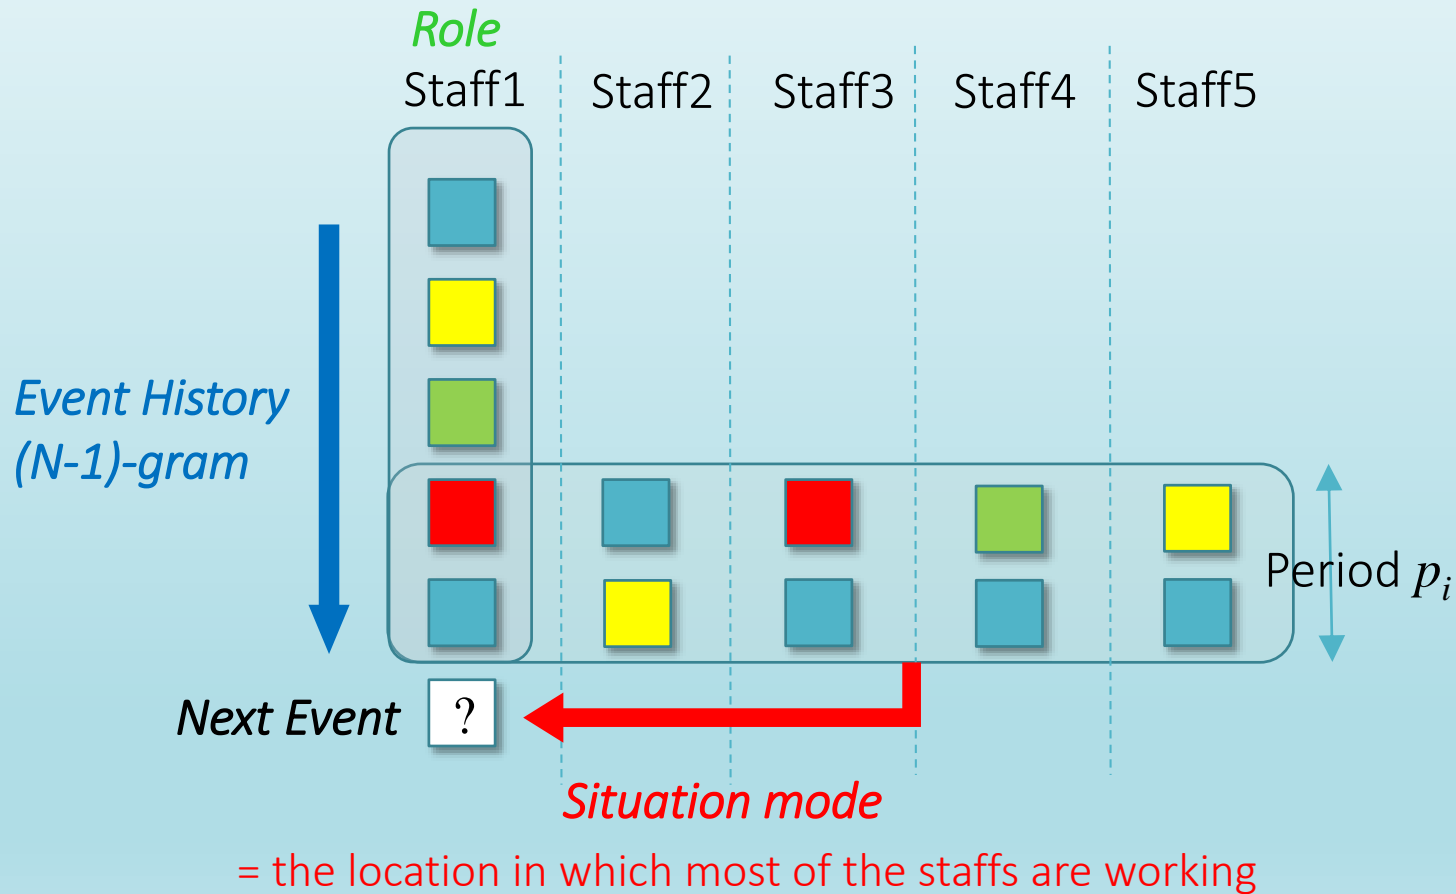 Role
Staff1 Staff2 Staff3 Staff4 Staff5
Event History
(N-1)-gram
Period pᵢ
Next Event ?
Situation mode
= the location in which most of the staffs are working